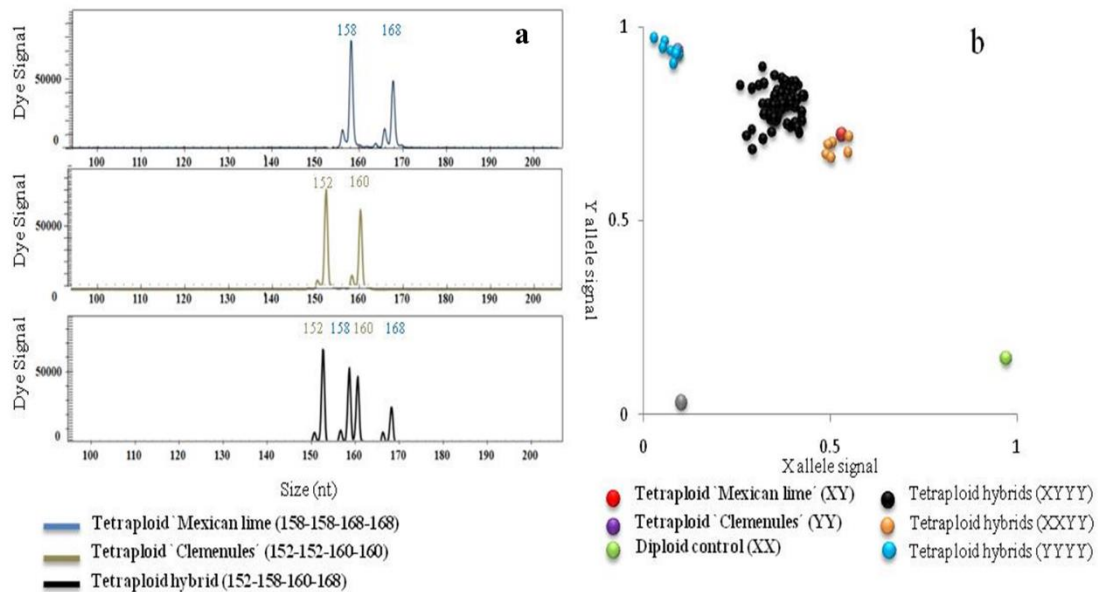 a
158 168
Dye Signal
50000
0
100 110 120 130 140 150 160 170 180 190 200
152 160
Dye Signal
50000
0
100 110 120 130 140 150 160 170 180 190 200
152 158 160 168
Dye Signal
50000
0
100 110 120 130 140 150 160 170 180 190 200
Size (nt)
Tetraploid `Mexican lime (158-158-168-168)
Tetraploid `Clemenules´ (152-152-160-160)
Tetraploid hybrid (152-158-160-168)
b
1
0.5
0
Y allele signal
0 0.5 1
X allele signal
Tetraploid `Mexican lime´ (XY)
Tetraploid `Clemenules´ (YY)
Diploid control (XX)
Tetraploid hybrids (XYYY)
Tetraploid hybrids (XXYY)
Tetraploid hybrids (YYYY)